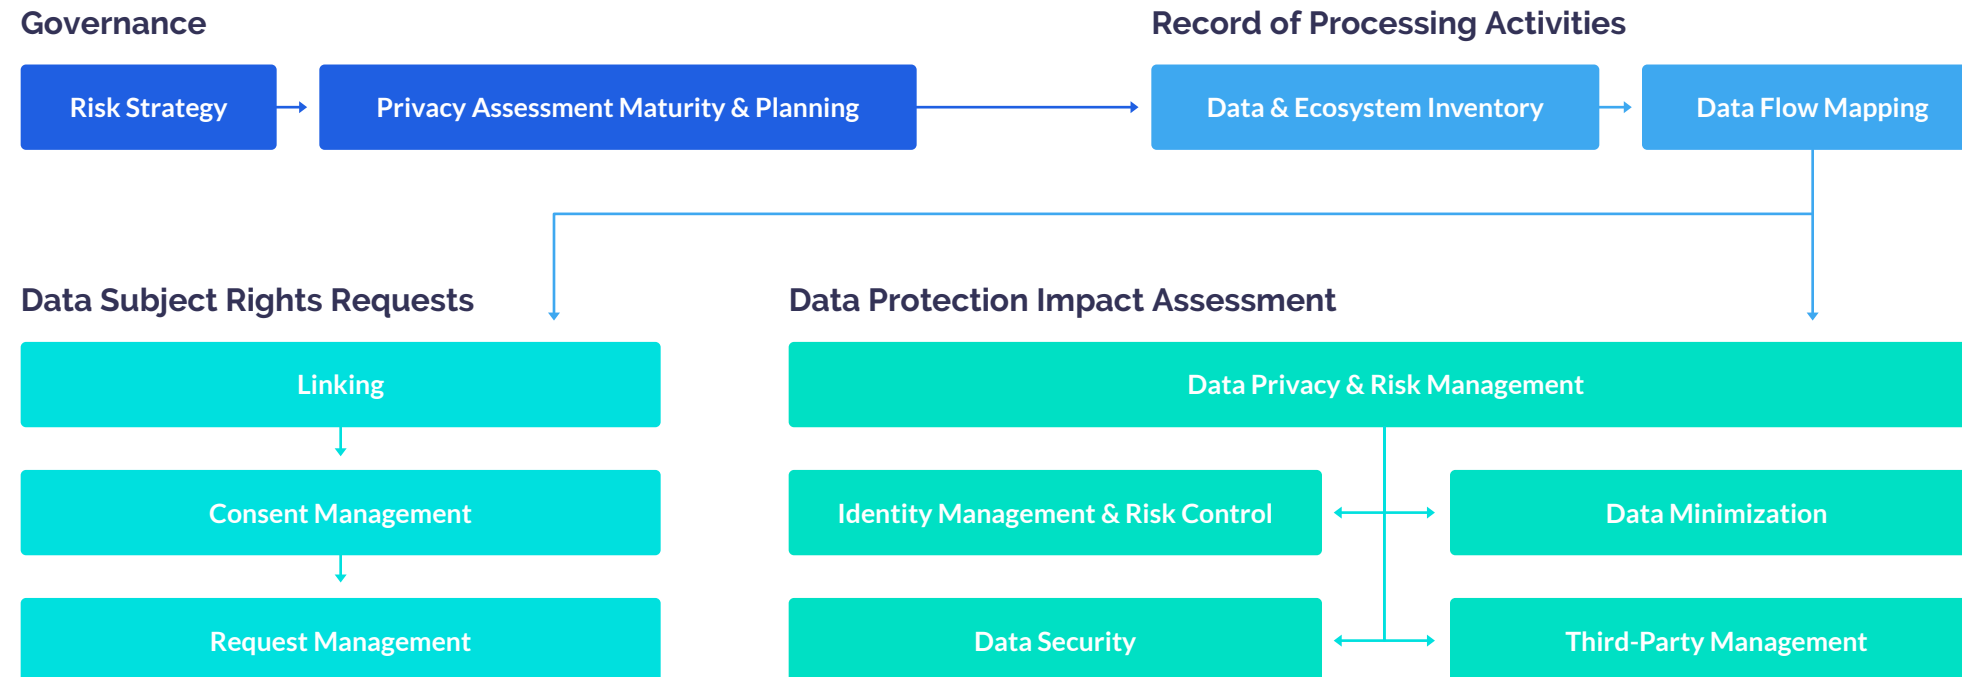 Governance
Record of Processing Activities
Risk Strategy
Privacy Assessment Maturity & Planning
Data & Ecosystem Inventory
Data Flow Mapping
Data Subject Rights Requests
Data Protection Impact Assessment
Linking
Data Privacy & Risk Management
Consent Management
Identity Management & Risk Control
Data Minimization
Request Management
Data Security
Third-Party Management